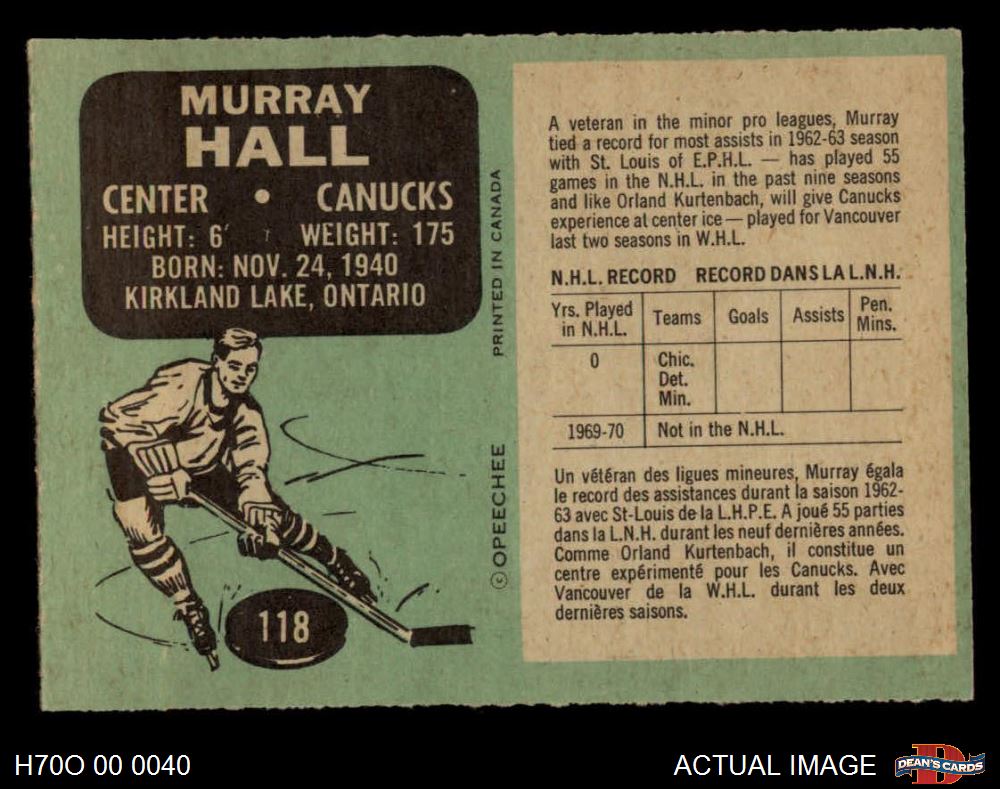 MURRAY
HALL
CENTER • CANUCKS
HEIGHT: 6' WEIGHT: 175
BORN: NOV. 24, 1940
KIRKLAND LAKE, ONTARIO
118
© OPEECHEE PRINTED IN CANADA
A veteran in the minor pro leagues, Murray
tied a record for most assists in 1962-63 season
with St. Louis of E.P.H.L. — has played 55
games in the N.H.L. in the past nine seasons
and like Orland Kurtenbach, will give Canucks
experience at center ice — played for Vancouver
last two seasons in W.H.L.
N.H.L. RECORD RECORD DANS LA L.N.H.
Yrs. Played in N.H.L. Teams Goals Assists Pen. Mins.
0 Chic.
Det.
Min.
1969-70 Not in the N.H.L.
Un vétéran des ligues mineures, Murray égala
le record des assistances durant la saison 1962-
63 avec St-Louis de la L.H.P.E. A joué 55 parties
dans la L.N.H. durant les neuf dernières années.
Comme Orland Kurtenbach, il constitue un
centre expérimenté pour les Canucks. Avec
Vancouver de la W.H.L. durant les deux
dernières saisons.
H70O 00 0040 ACTUAL IMAGE DEAN'S CARDS